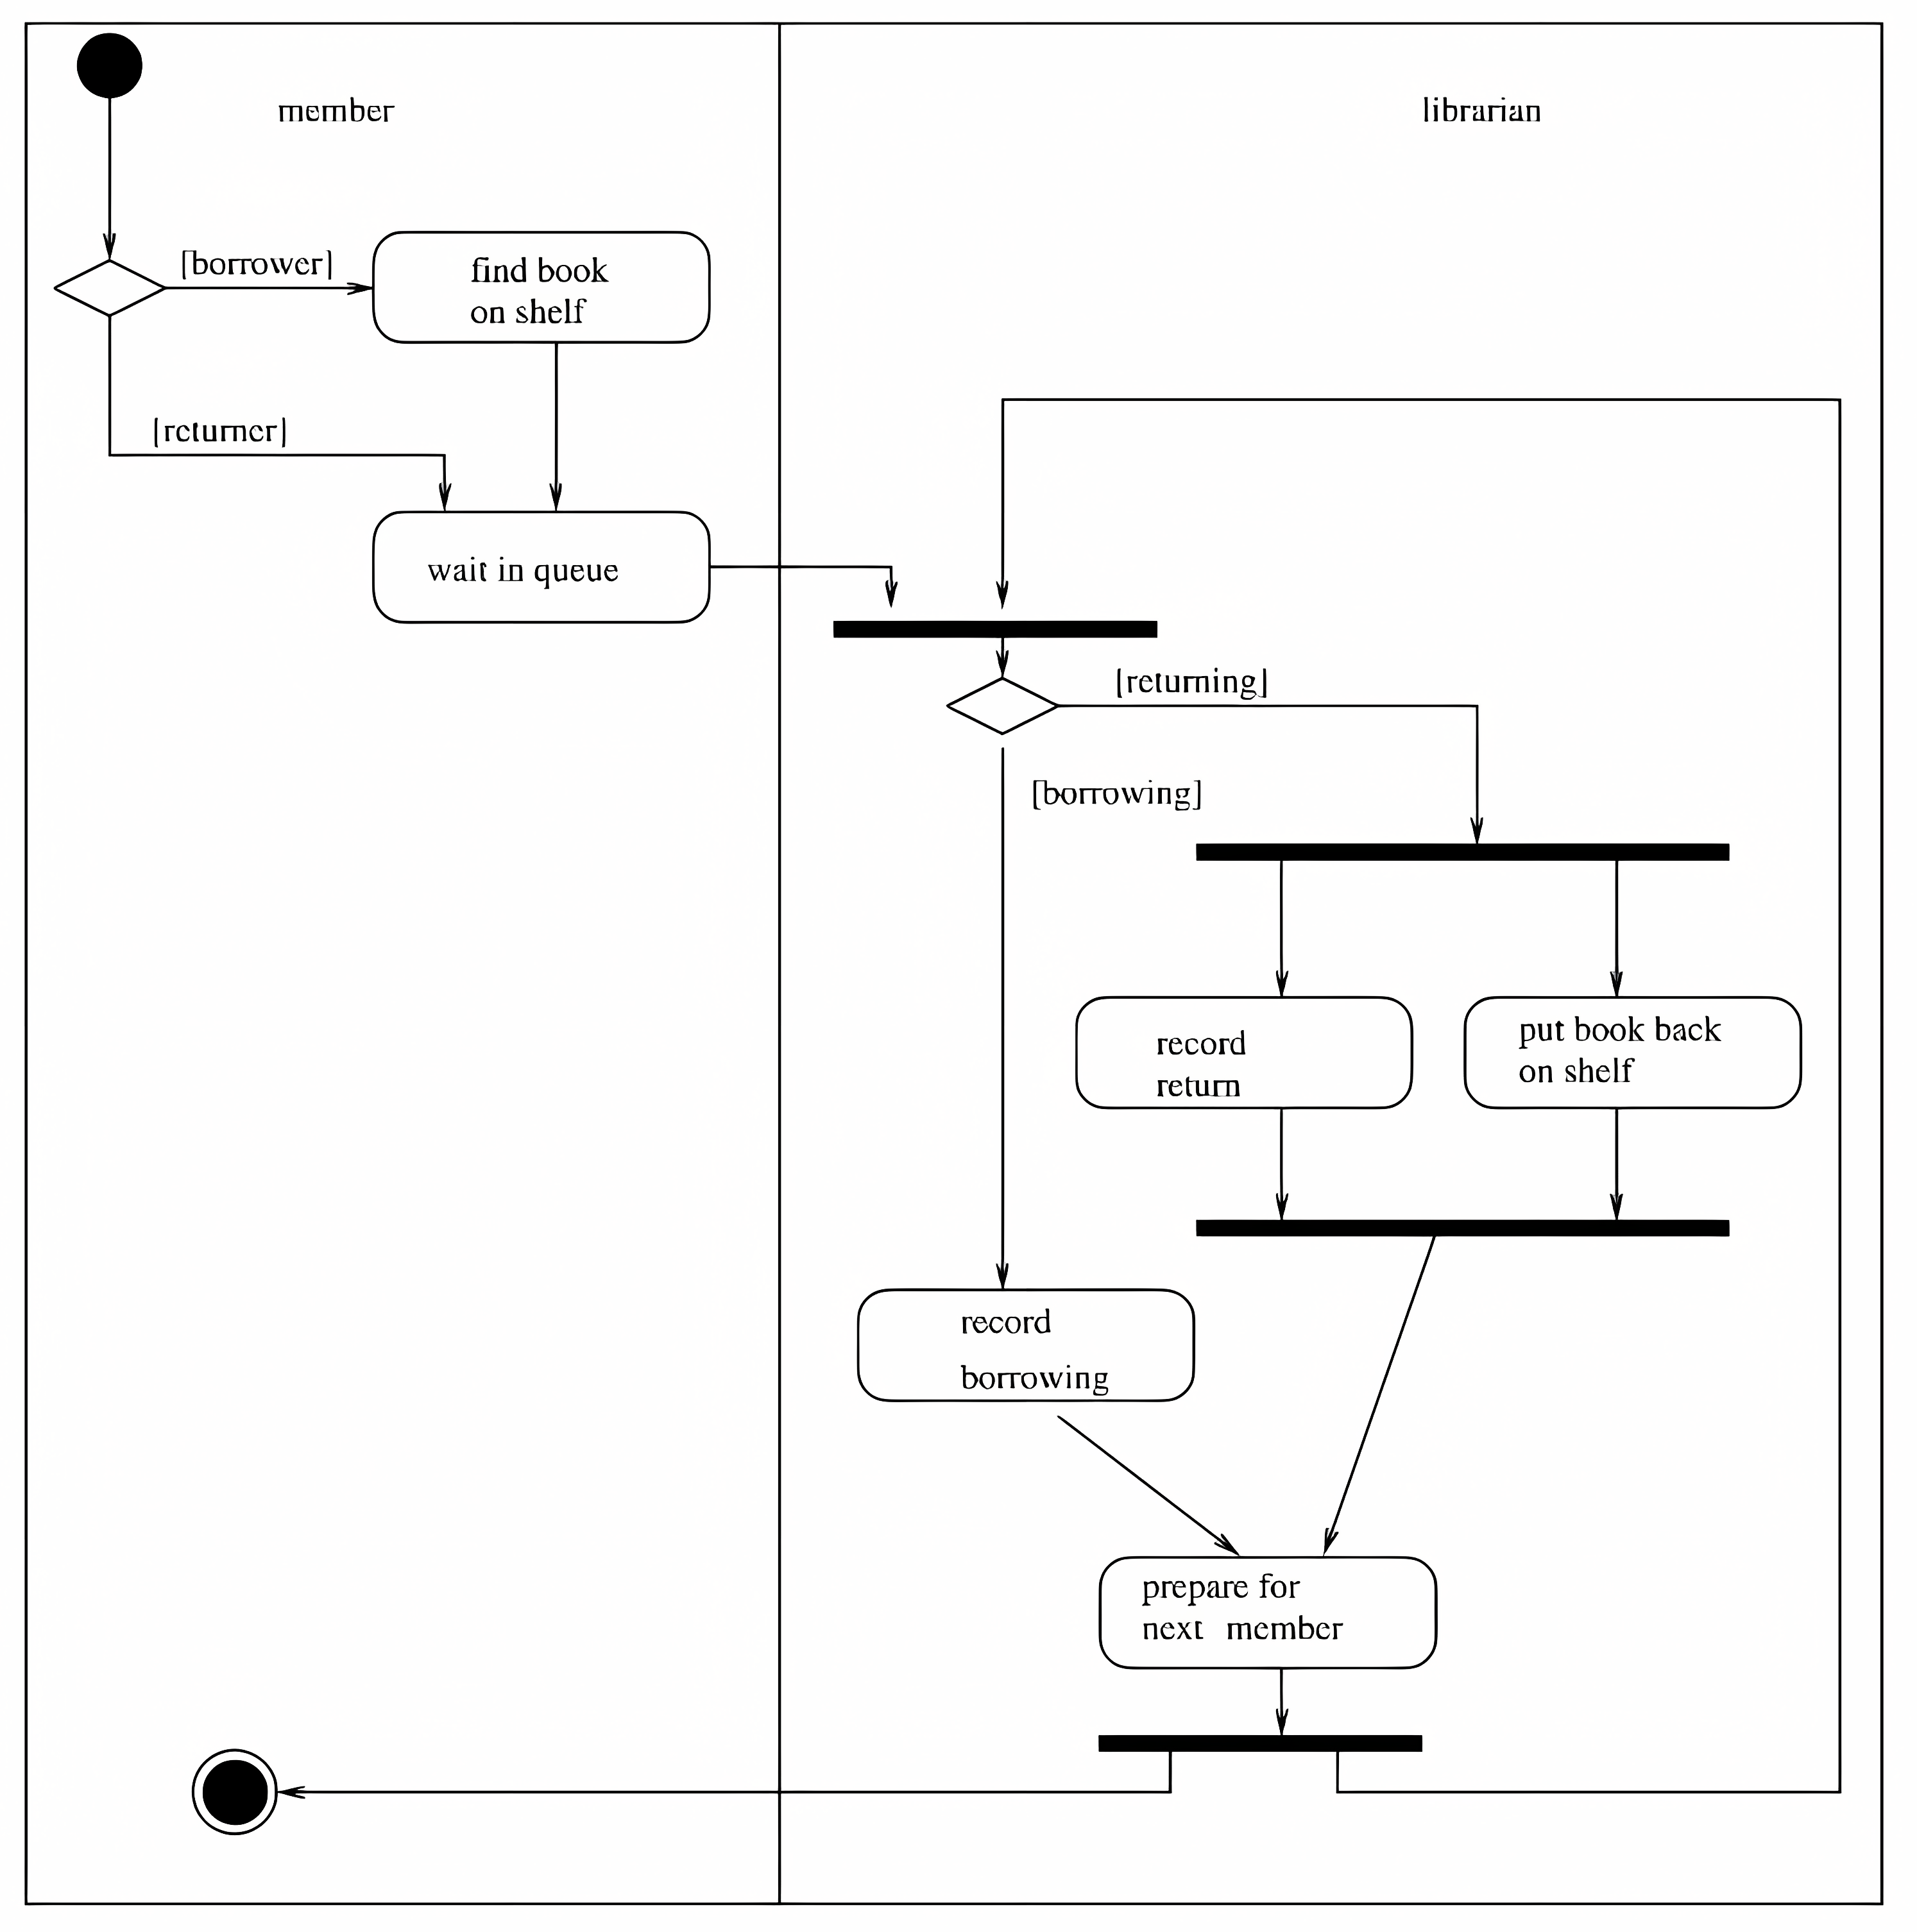 member
librarian
[borrower]
find book
on shelf
[returner]
wait in queue
[returning]
[borrowing]
record
return
put book back
on shelf
record
borrowing
prepare for
next member